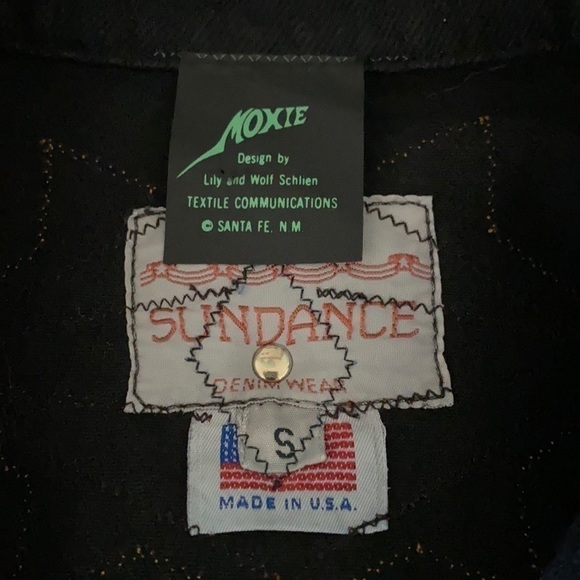 MOXIE
Design by
Lily and Wolf Schlien
TEXTILE COMMUNICATIONS
© SANTA FE, N M
SUNDANCE
DENIM WEAR
S
MADE IN U.S.A.